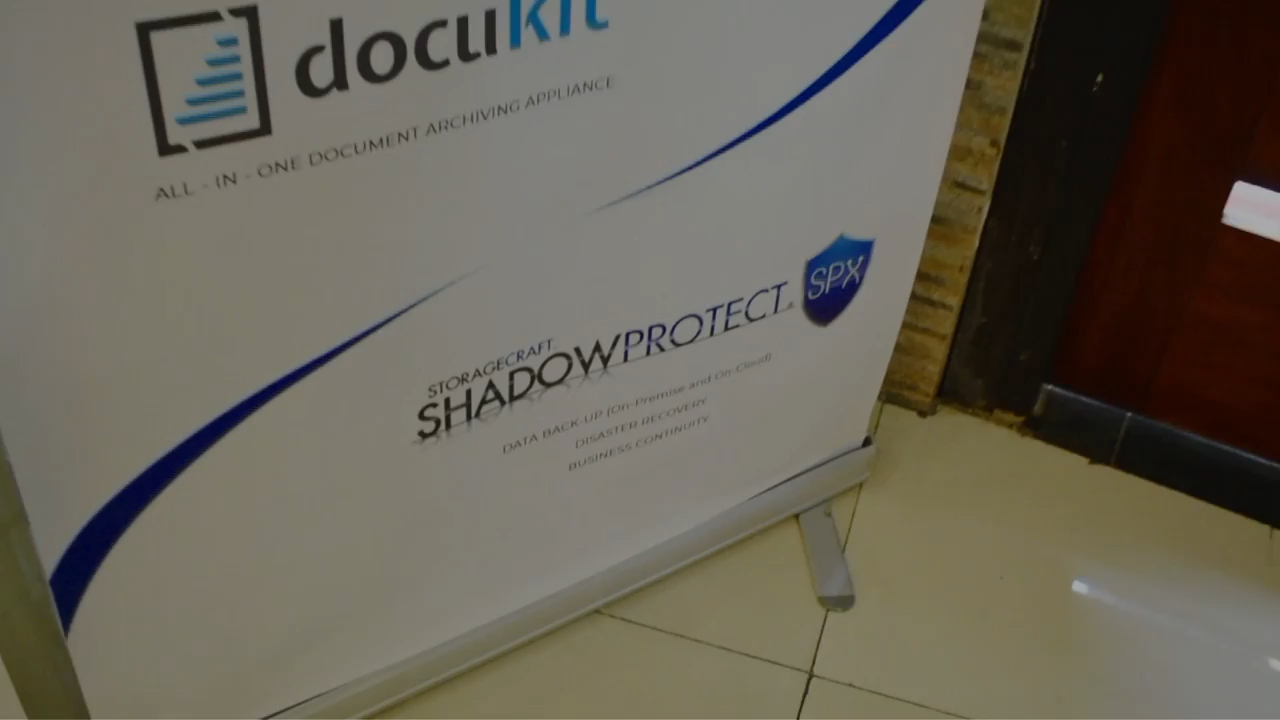 docukit
ALL - IN - ONE DOCUMENT ARCHIVING APPLIANCE
STORAGECRAFT
SHADOWPROTECT® SPX
DATA BACK-UP (On-Premise and On-Cloud)
DISASTER RECOVERY
BUSINESS CONTINUITY